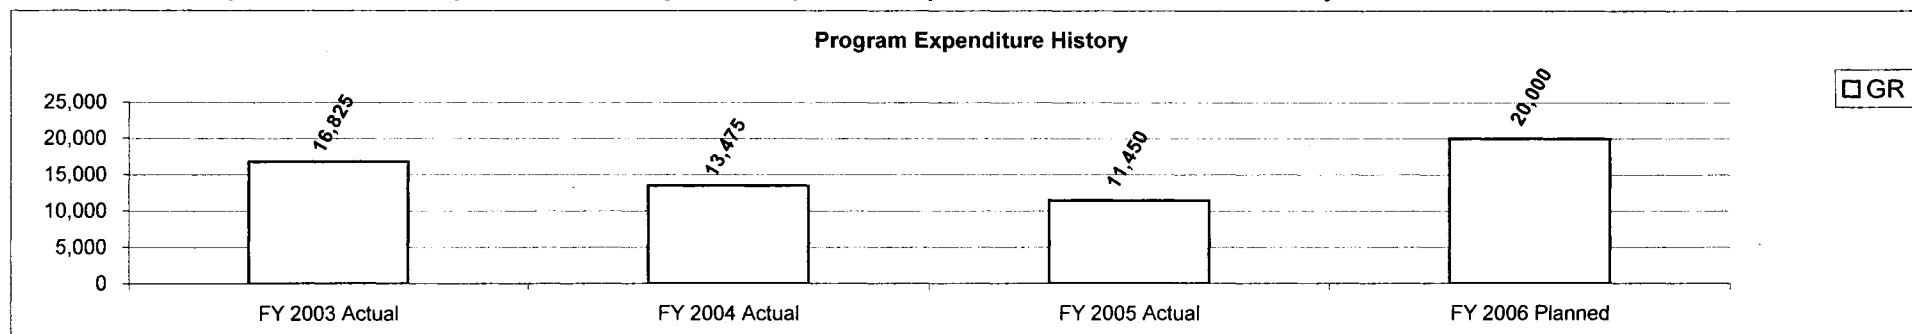 Program Expenditure History
GR
25,000
20,000
15,000
10,000
5,000
0
16,825
13,475
11,450
20,000
FY 2003 Actual
FY 2004 Actual
FY 2005 Actual
FY 2006 Planned